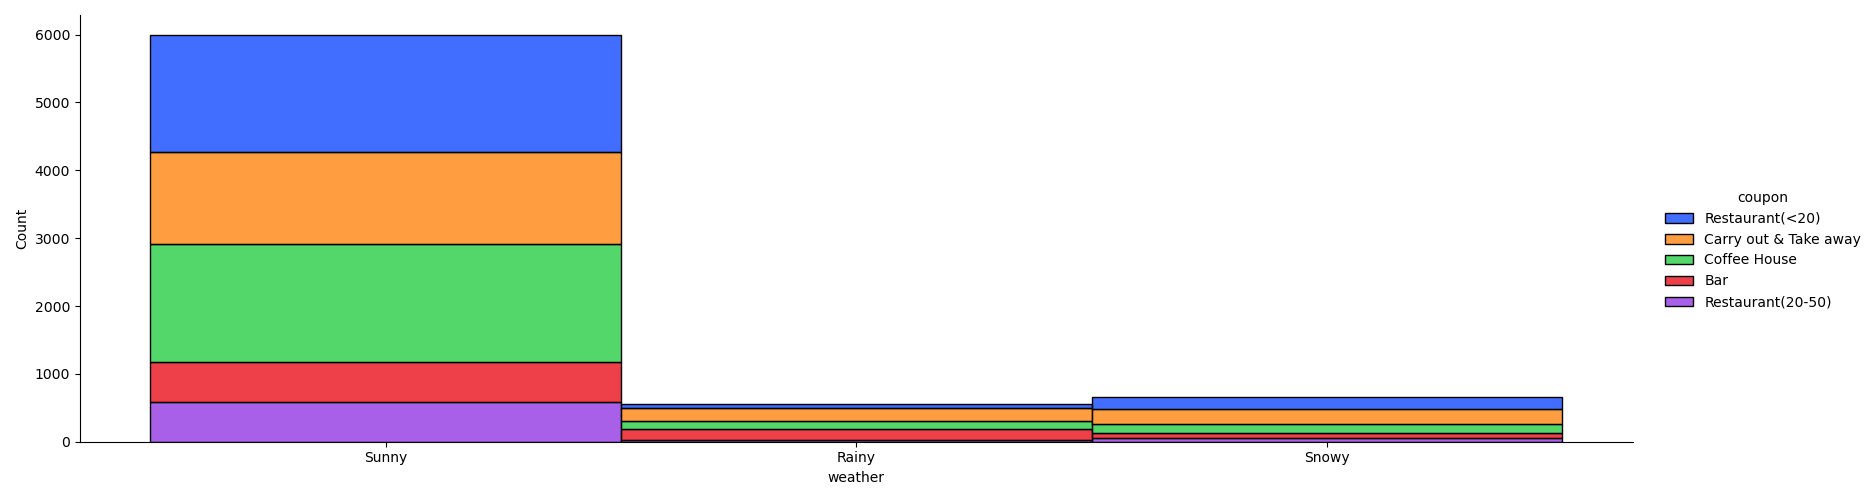 6000
5000
4000
3000
2000
1000
0
Count
Sunny
Rainy
Snowy
weather
coupon
Restaurant(<20)
Carry out & Take away
Coffee House
Bar
Restaurant(20-50)